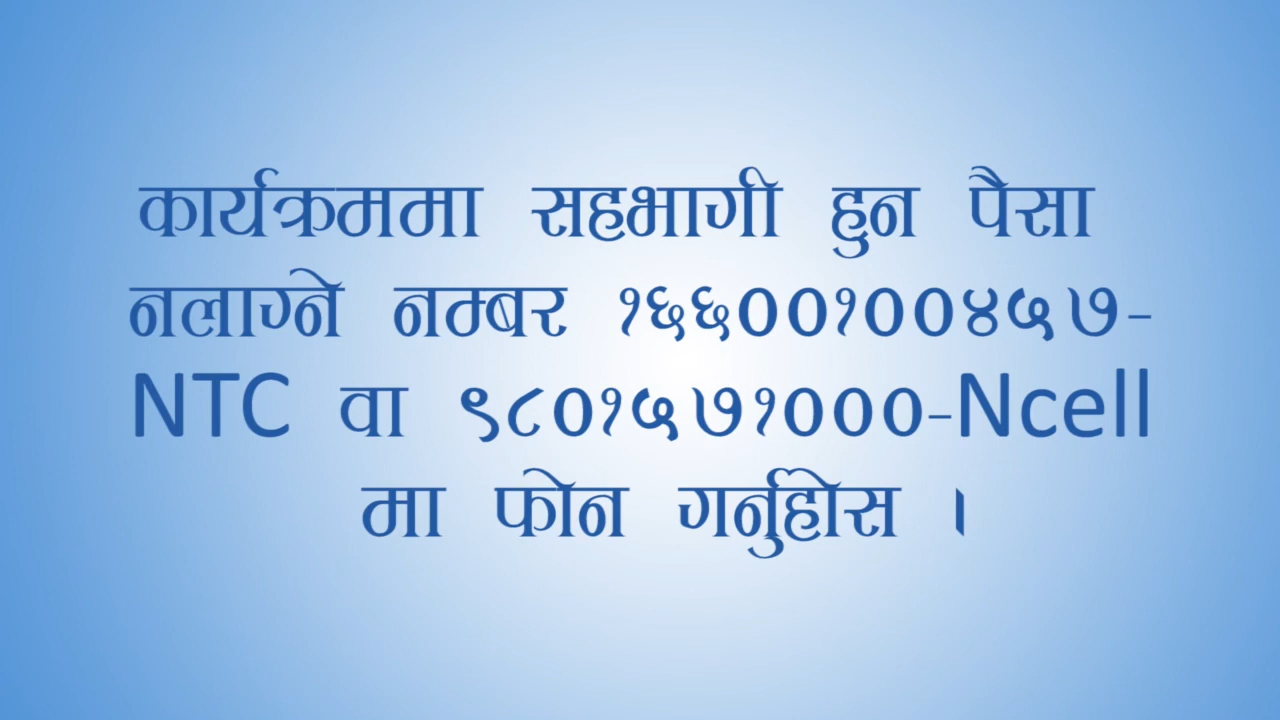 कार्यक्रममा सहभागी हुन पैसा
नलाग्ने नम्बर १६६००१००४५७-
NTC वा ९८०१५७१०००-Ncell
मा फोन गर्नुहोस ।